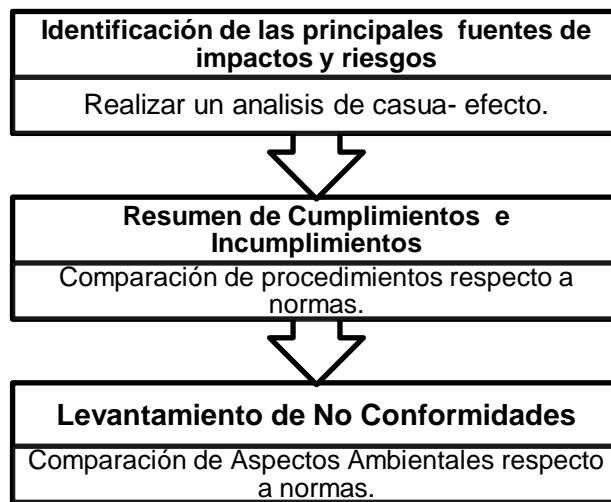 Identificación de las principales fuentes de
impactos y riesgos
Realizar un analisis de casua- efecto.
Resumen de Cumplimientos e
Incumplimientos
Comparación de procedimientos respecto a
normas.
Levantamiento de No Conformidades
Comparación de Aspectos Ambientales respecto
a normas.